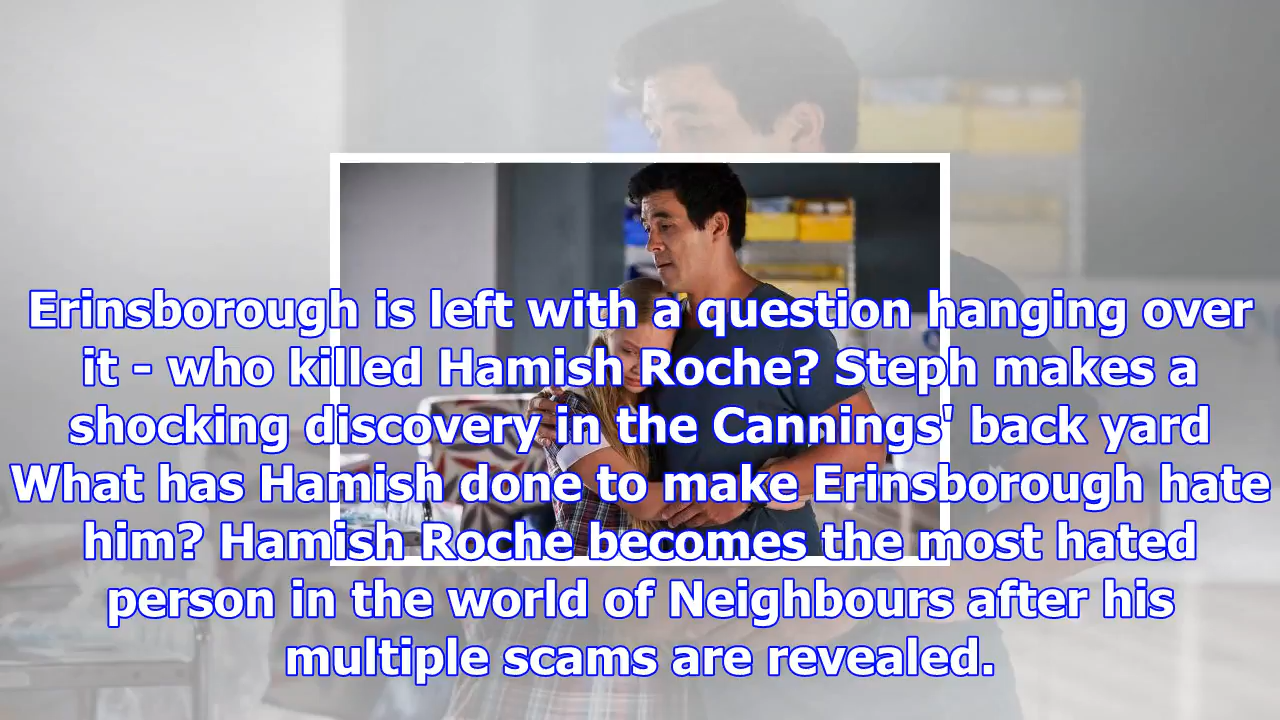 Erinsborough is left with a question hanging over
it - who killed Hamish Roche? Steph makes a
shocking discovery in the Cannings' back yard
What has Hamish done to make Erinsborough hate
him? Hamish Roche becomes the most hated
person in the world of Neighbours after his
multiple scams are revealed.